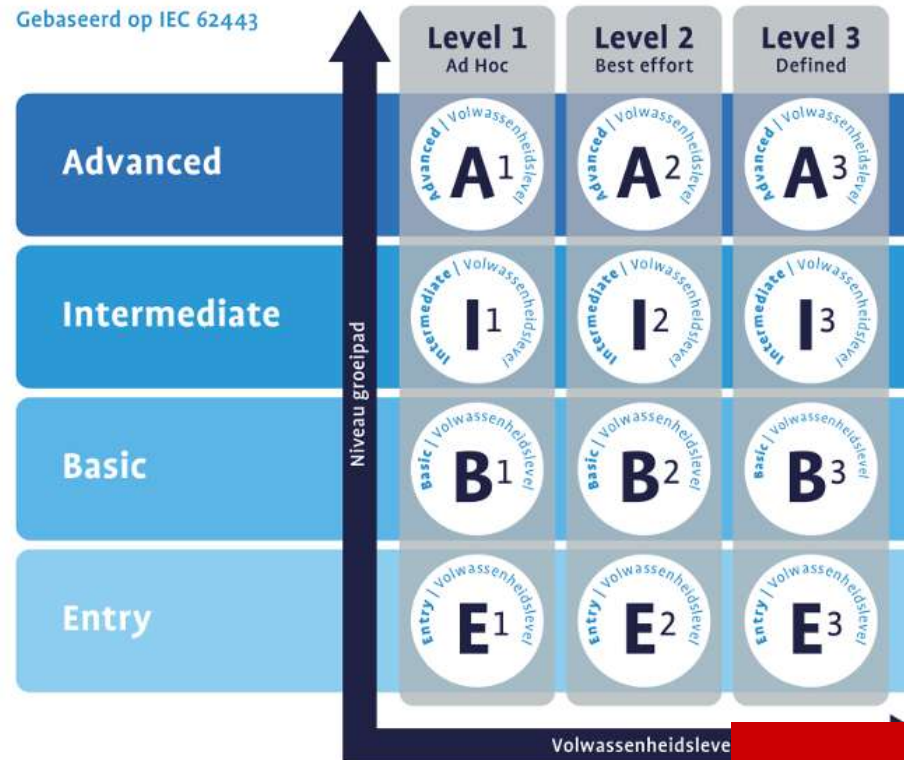 Gebaseerd op IEC 62443
Level 1
Ad Hoc
Level 2
Best effort
Level 3
Defined
Advanced
Advanced | Volwassenheidslevel
A1
Advanced | Volwassenheidslevel
A2
Advanced | Volwassenheidslevel
A3
Intermediate
Intermediate | Volwassenheidslevel
I1
Intermediate | Volwassenheidslevel
I2
Intermediate | Volwassenheidslevel
I3
Niveau groeipad
Basic
Basic | Volwassenheidslevel
B1
Basic | Volwassenheidslevel
B2
Basic | Volwassenheidslevel
B3
Entry
Entry | Volwassenheidslevel
E1
Entry | Volwassenheidslevel
E2
Entry | Volwassenheidslevel
E3